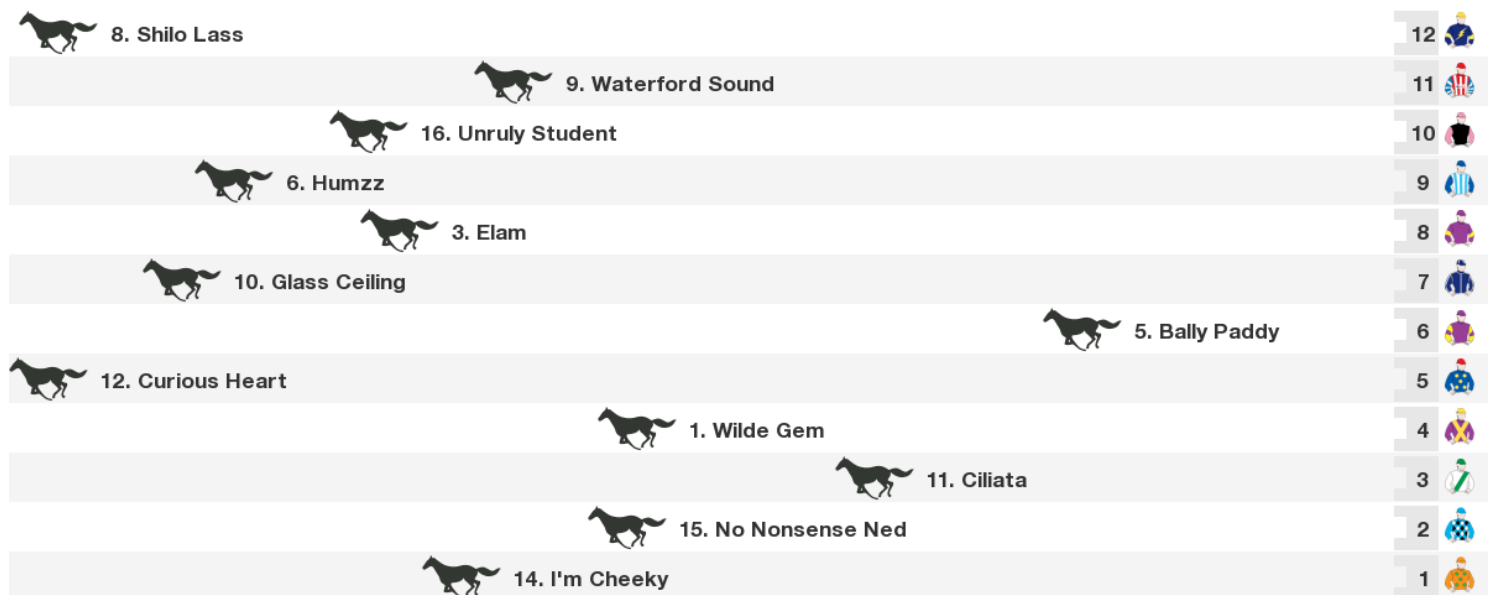 8. Shilo Lass 12
9. Waterford Sound 11
16. Unruly Student 10
6. Humzz 9
3. Elam 8
10. Glass Ceiling 7
5. Bally Paddy 6
12. Curious Heart 5
1. Wilde Gem 4
11. Ciliata 3
15. No Nonsense Ned 2
14. I'm Cheeky 1